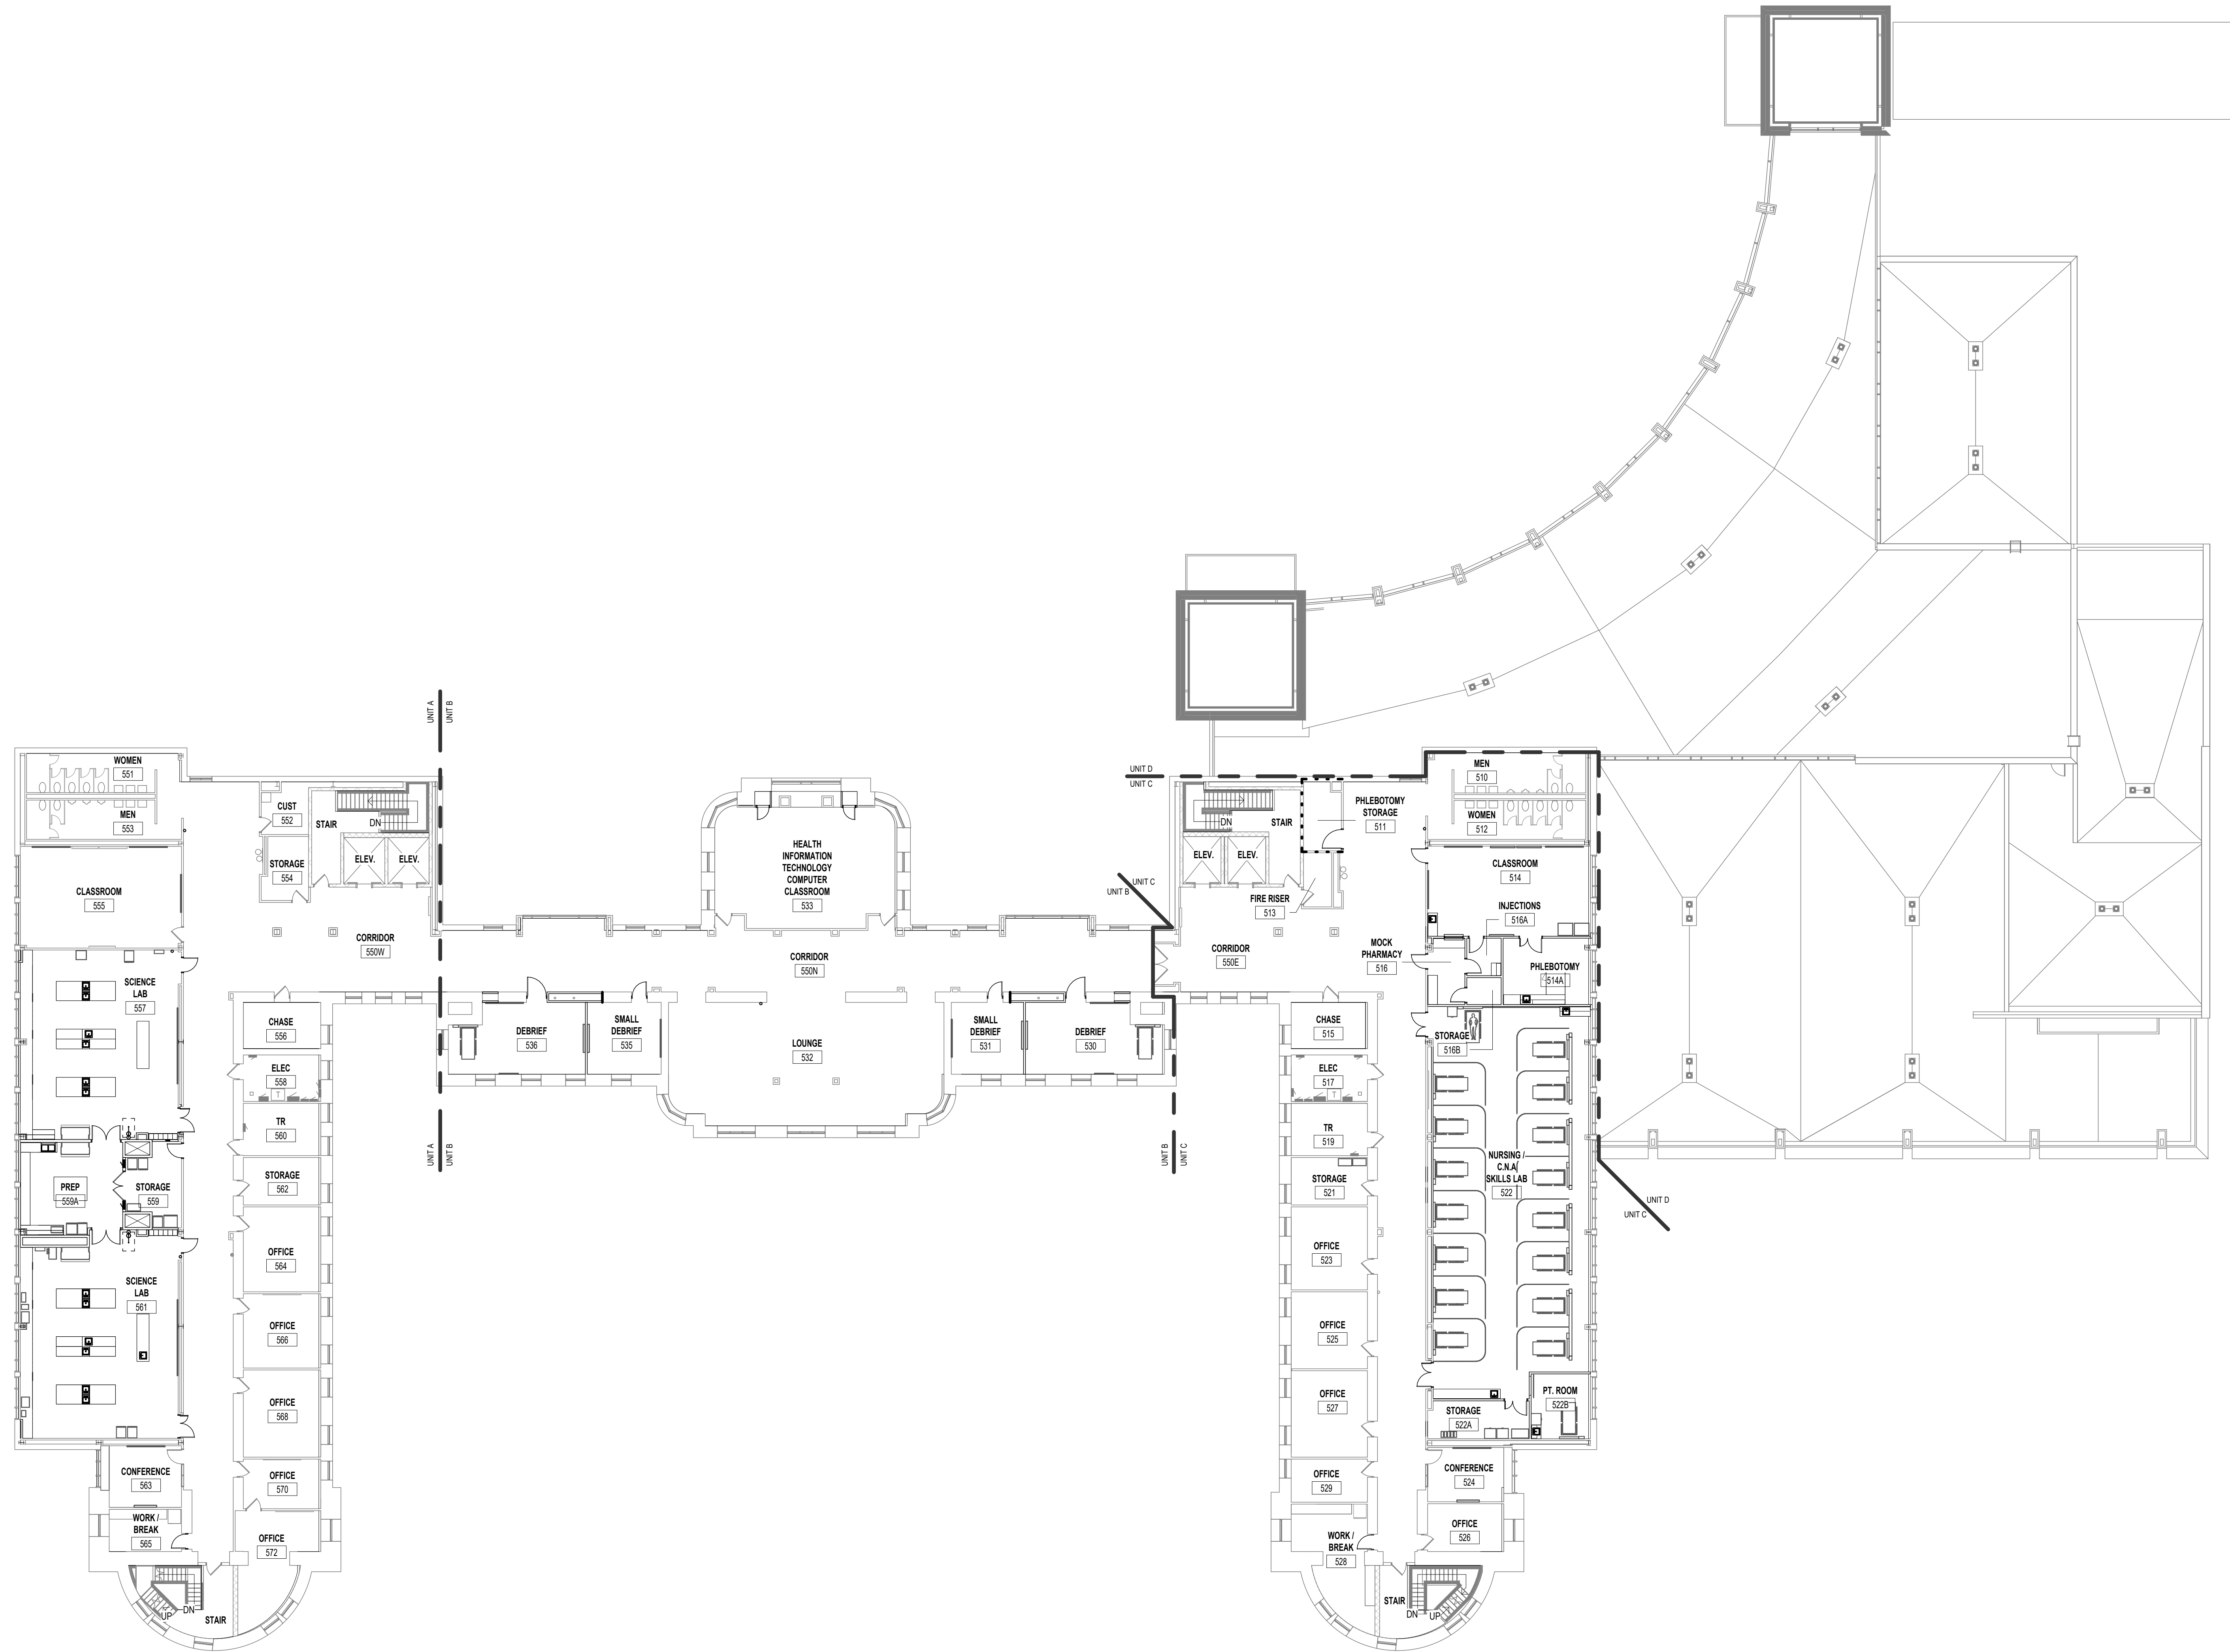 UNIT A
UNIT B
WOMEN
551
MEN
553
CUST
552
STAIR
DN
STORAGE
554
ELEV.
ELEV.
CLASSROOM
555
CORRIDOR
550W
SCIENCE
LAB
557
CHASE
556
ELEC
558
T
TR
560
PREP
559A
STORAGE
559
STORAGE
562
OFFICE
564
SCIENCE
LAB
561
OFFICE
566
OFFICE
568
CONFERENCE
563
OFFICE
570
WORK /
BREAK
565
OFFICE
572
UP
DN
STAIR
HEALTH
INFORMATION
TECHNOLOGY
COMPUTER
CLASSROOM
533
CORRIDOR
550N
DEBRIEF
536
SMALL
DEBRIEF
535
LOUNGE
532
SMALL
DEBRIEF
531
DEBRIEF
530
UNIT A
UNIT B
UNIT B
UNIT C
UNIT D
UNIT C
UNIT C
UNIT B
DN
STAIR
ELEV.
ELEV.
PHLEBOTOMY
STORAGE
511
MEN
510
WOMEN
512
CLASSROOM
514
FIRE RISER
513
INJECTIONS
516A
CORRIDOR
550E
MOCK
PHARMACY
516
PHLEBOTOMY
514A
CHASE
515
STORAGE
516B
ELEC
517
T
TR
519
NURSING /
C.N.A
SKILLS LAB
522
STORAGE
521
UNIT D
UNIT C
OFFICE
523
OFFICE
525
OFFICE
527
STORAGE
522A
PT. ROOM
522B
OFFICE
529
CONFERENCE
524
WORK /
BREAK
528
OFFICE
526
STAIR
DN
UP